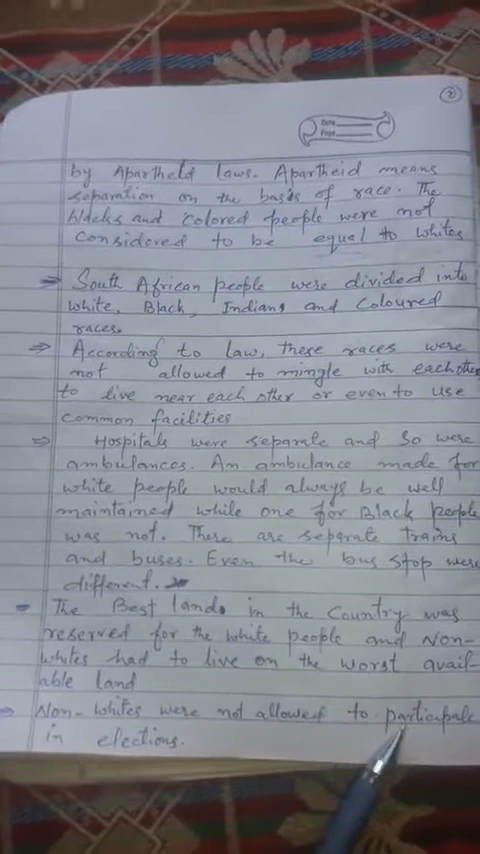 2
Date
Page
by Apartheid laws. Apartheid means
separation on the basis of race. The
blacks and colored people were not
considered to be equal to whites
⇒ South African people were divided into
white, Black, Indians and Coloured
races.
⇒ According to law, these races were
not allowed to mingle with each other
to live near each other or even to use
common facilities
⇒ Hospitals were separate and so were
ambulances. An ambulance made for
white people would always be well
maintained while one for Black people
was not. There are separate trains
and buses. Even the bus stop were
different.
⇒ The Best lands in the Country was
reserved for the white people and Non-
whites had to live on the worst avail-
able land
⇒ Non-whites were not allowed to participate
in elections.